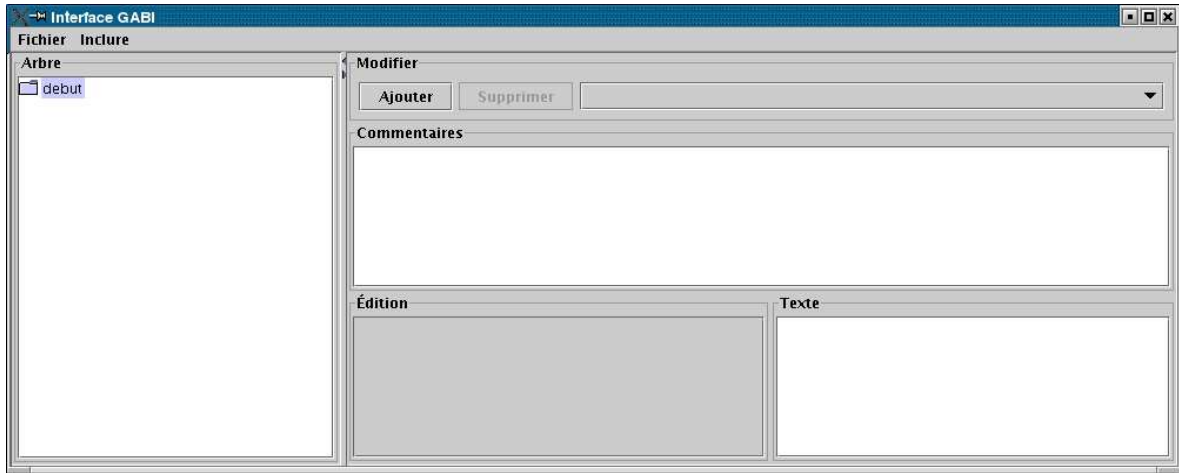 Interface GABI
Fichier Inclure
Arbre
debut
Modifier
Ajouter Supprimer
Commentaires
Édition
Texte